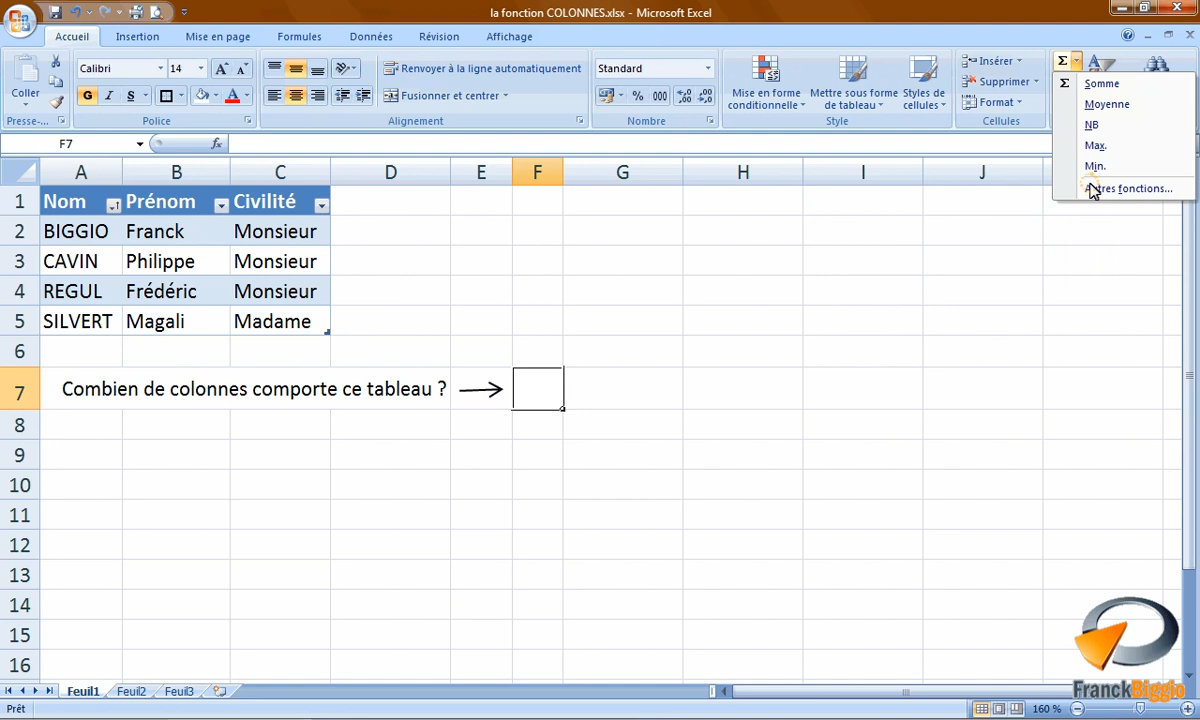 la fonction COLONNES.xlsx - Microsoft Excel
Accueil Insertion Mise en page Formules Données Révision Affichage
Coller
Presse-...
Calibri 14
G I S
Police
Renvoyer à la ligne automatiquement
Fusionner et centrer
Alignement
Standard
% 000
Nombre
Mise en forme conditionnelle
Mettre sous forme de tableau
Styles de cellules
Style
Insérer
Supprimer
Format
Cellules
Σ
Σ Somme
Moyenne
NB
Max.
Min.
Autres fonctions...
F7 fx
A B C D E F G H I J
1 Nom Prénom Civilité
2 BIGGIO Franck Monsieur
3 CAVIN Philippe Monsieur
4 REGUL Frédéric Monsieur
5 SILVERT Magali Madame
6
7 Combien de colonnes comporte ce tableau ?
8
9
10
11
12
13
14
15
16
FranckBiggio
Feuil1 Feuil2 Feuil3
Prêt 160 %